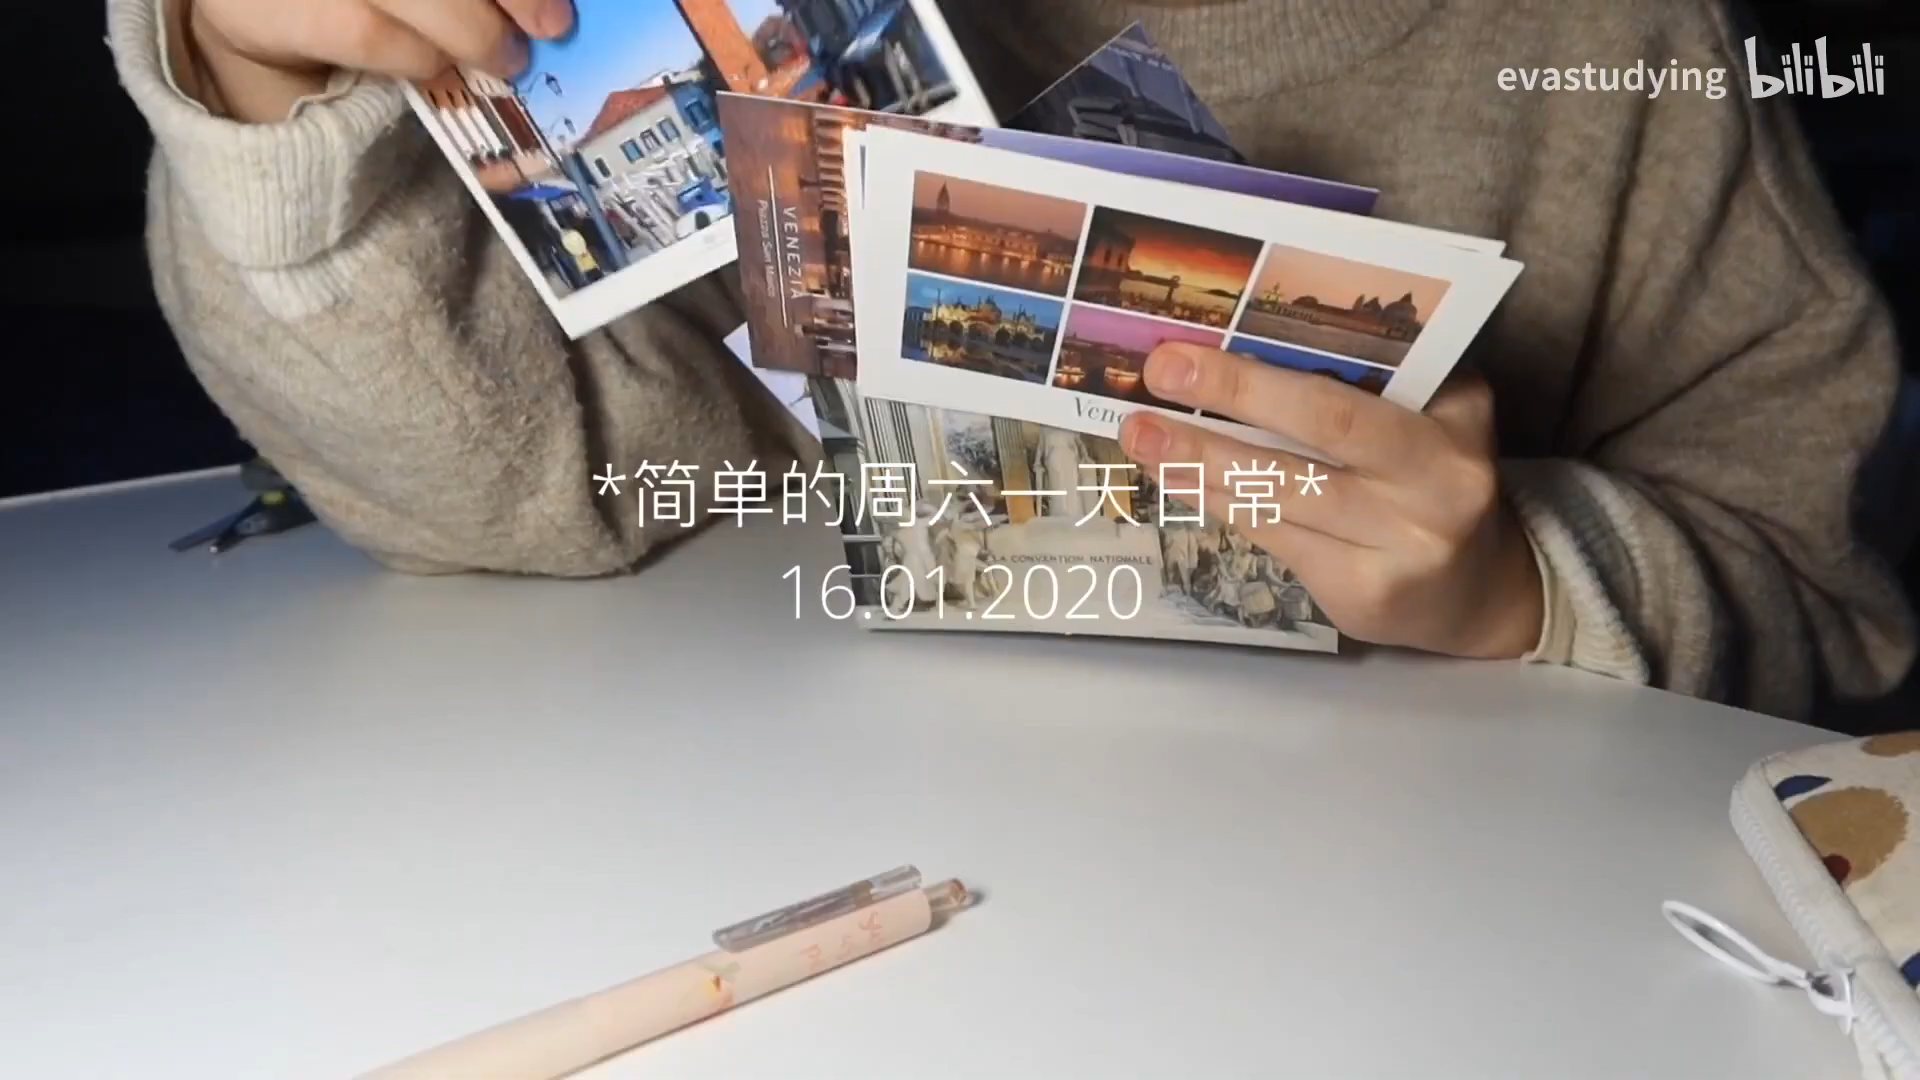 evastudying bilibili
VENEZIA
Piazza San Marco
*简单的周六一天日常*
LA CONVENTION NATIONALE
16.01.2020